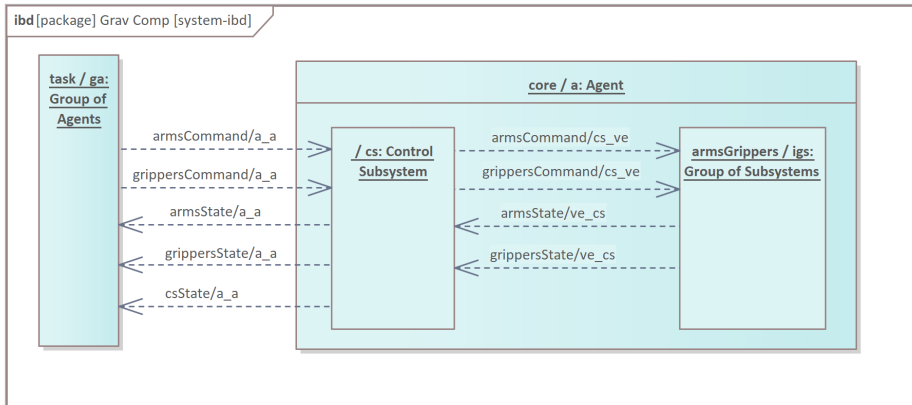 ibd [package] Grav Comp [system-ibd]
task / ga:
Group of
Agents
core / a: Agent
armsCommand/a_a
/ cs: Control
Subsystem
armsCommand/cs_ve
armsGrippers / igs:
Group of Subsystems
grippersCommand/a_a
grippersCommand/cs_ve
armsState/a_a
armsState/ve_cs
grippersState/a_a
grippersState/ve_cs
csState/a_a